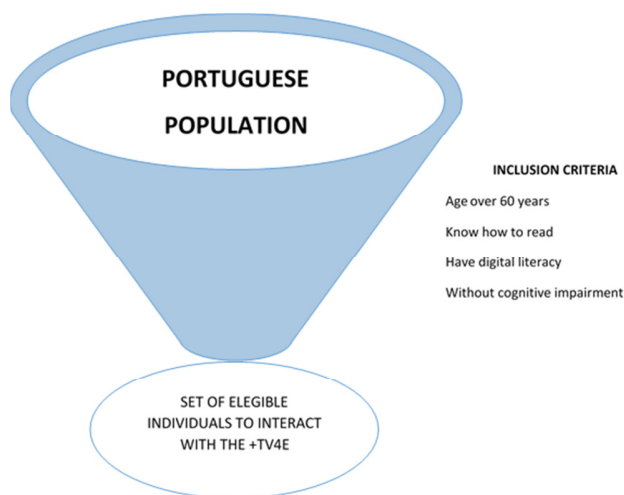 PORTUGUESE
POPULATION
INCLUSION CRITERIA
Age over 60 years
Know how to read
Have digital literacy
Without cognitive impairment
SET OF ELEGIBLE
INDIVIDUALS TO INTERACT
WITH THE +TV4E